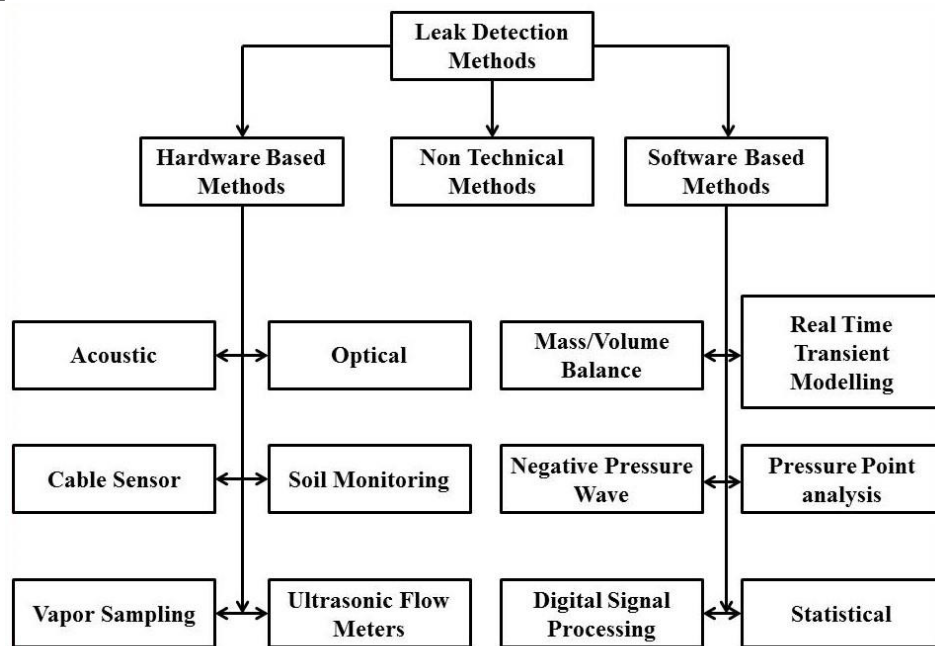 Leak Detection
Methods
Hardware Based
Methods
Non Technical
Methods
Software Based
Methods
Acoustic
Optical
Mass/Volume
Balance
Real Time
Transient
Modelling
Cable Sensor
Soil Monitoring
Negative Pressure
Wave
Pressure Point
analysis
Vapor Sampling
Ultrasonic Flow
Meters
Digital Signal
Processing
Statistical